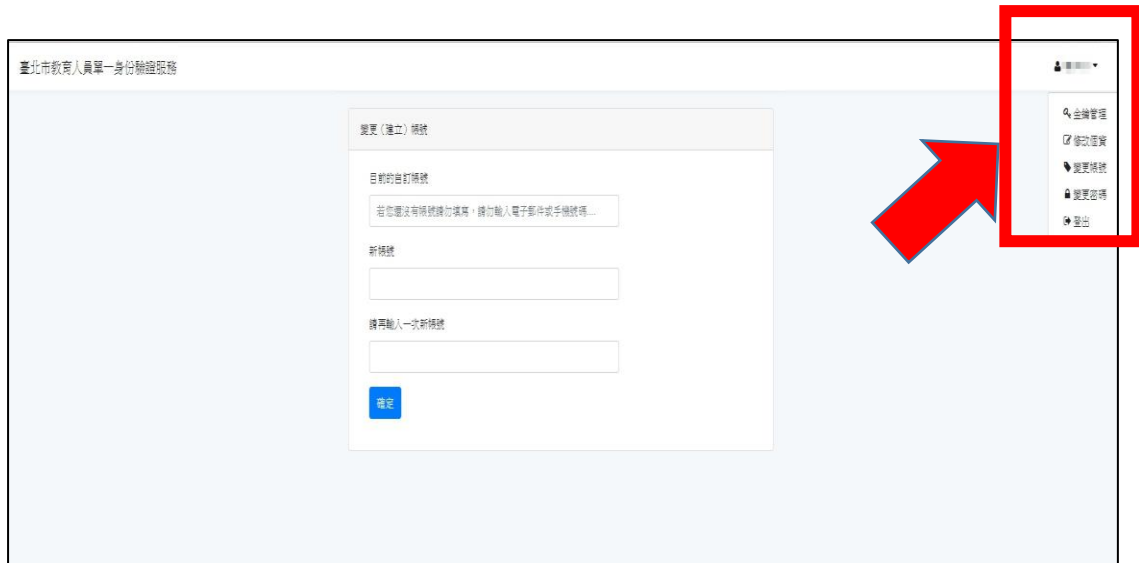 臺北市教育人員單一身份驗證服務
金鑰管理
修改個資
變更帳號
變更密碼
登出
變更（建立）帳號
目前的自訂帳號
若您還沒有帳號請勿填寫，請勿輸入電子郵件或手機號碼....
新帳號
請再輸入一次新帳號
確定